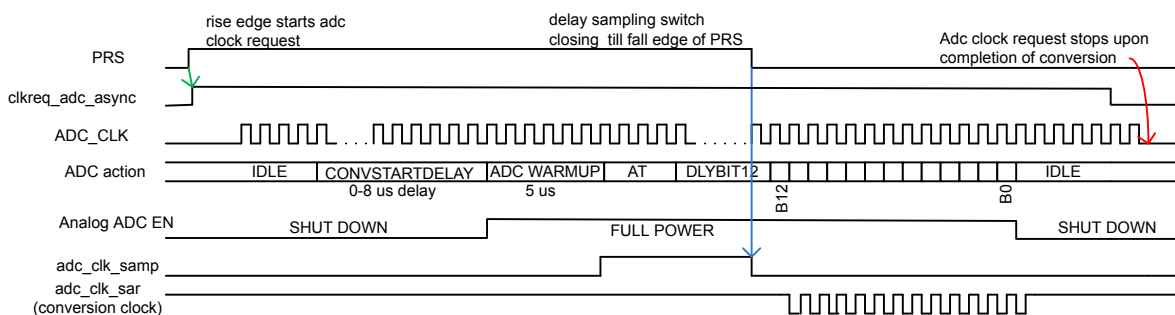 rise edge starts adc
clock request
delay sampling switch
closing till fall edge of PRS
Adc clock request stops upon
completion of conversion
PRS
clkreq_adc_async
ADC_CLK
ADC action
IDLE
CONVSTARTDELAY
ADC WARMUP
AT
DLYBIT12
IDLE
0-8 us delay
5 us
B12
B0
Analog ADC EN
SHUT DOWN
FULL POWER
SHUT DOWN
adc_clk_samp
adc_clk_sar
(conversion clock)